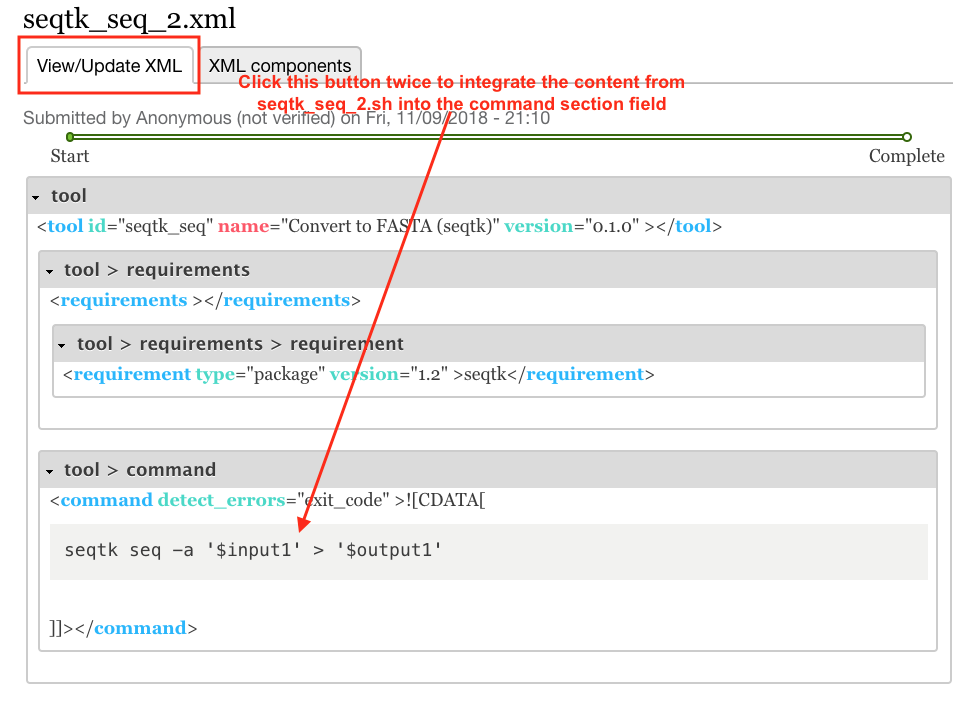 seqtk_seq_2.xml
View/Update XML
XML components
Click this button twice to integrate the content from
seqtk_seq_2.sh into the command section field
Submitted by Anonymous (not verified) on Fri, 11/09/2018 - 21:10
Start
Complete
tool
<tool id="seqtk_seq" name="Convert to FASTA (seqtk)" version="0.1.0" ></tool>
tool > requirements
<requirements ></requirements>
tool > requirements > requirement
<requirement type="package" version="1.2" >seqtk</requirement>
tool > command
<command detect_errors="exit_code" >![CDATA[
seqtk seq -a '$input1' > '$output1'
]]></command>